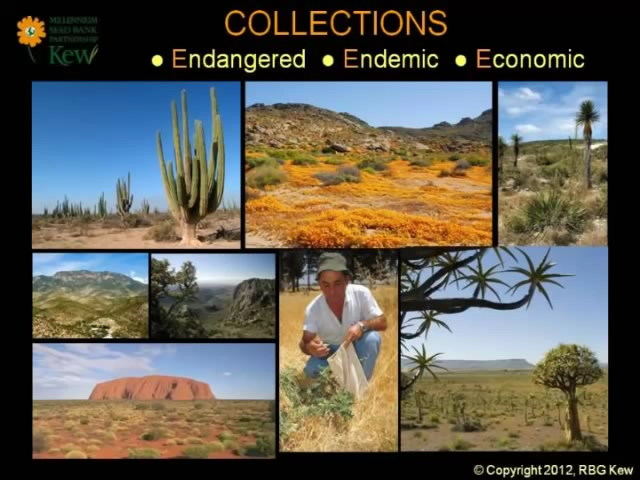 MILLENNIUM
SEED BANK
PARTNERSHIP
Kew
COLLECTIONS
● Endangered ● Endemic ● Economic
© Copyright 2012, RBG Kew